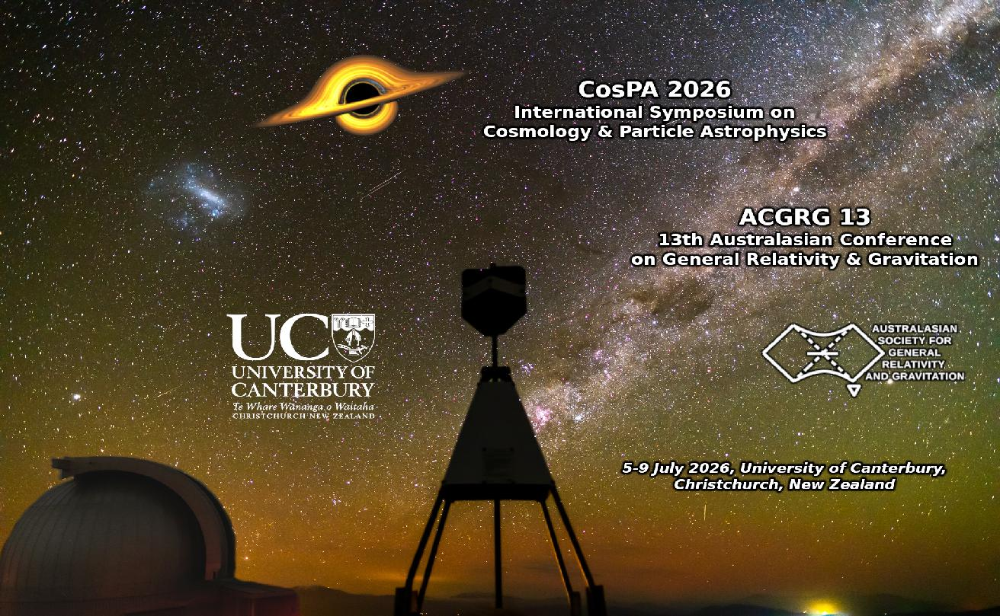 CosPA 2026
International Symposium on
Cosmology & Particle Astrophysics
ACGRG 13
13th Australasian Conference
on General Relativity & Gravitation
UC
UNIVERSITY OF
CANTERBURY
Te Whare Wānanga o Waitaha
CHRISTCHURCH NEW ZEALAND
AUSTRALASIAN
SOCIETY FOR
GENERAL
RELATIVITY
AND GRAVITATION
5-9 July 2026, University of Canterbury,
Christchurch, New Zealand